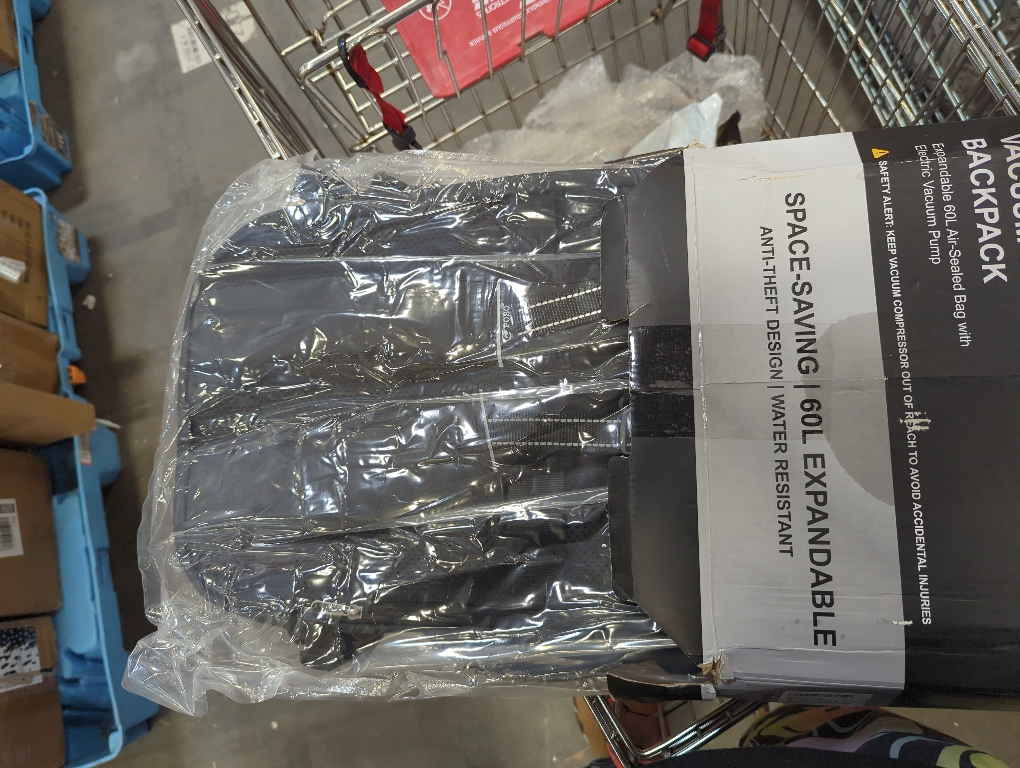 VACUUM
BACKPACK
Expandable 60L Air-Sealed Bag with
Electric Vacuum Pump
SAFETY ALERT: KEEP VACUUM COMPRESSOR OUT OF REACH TO AVOID ACCIDENTAL INJURIES
SPACE-SAVING | 60L EXPANDABLE
ANTI-THEFT DESIGN | WATER RESISTANT